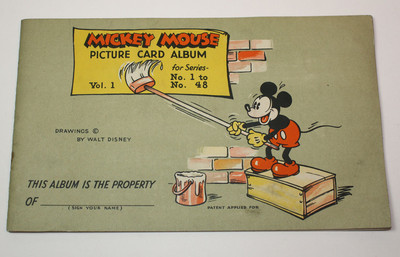 MICKEY MOUSE
PICTURE CARD ALBUM
for Series-
Vol. 1
No. 1 to
No. 48
DRAWINGS ©
BY WALT DISNEY
THIS ALBUM IS THE PROPERTY
OF
(SIGN YOUR NAME)
PATENT APPLIED FOR